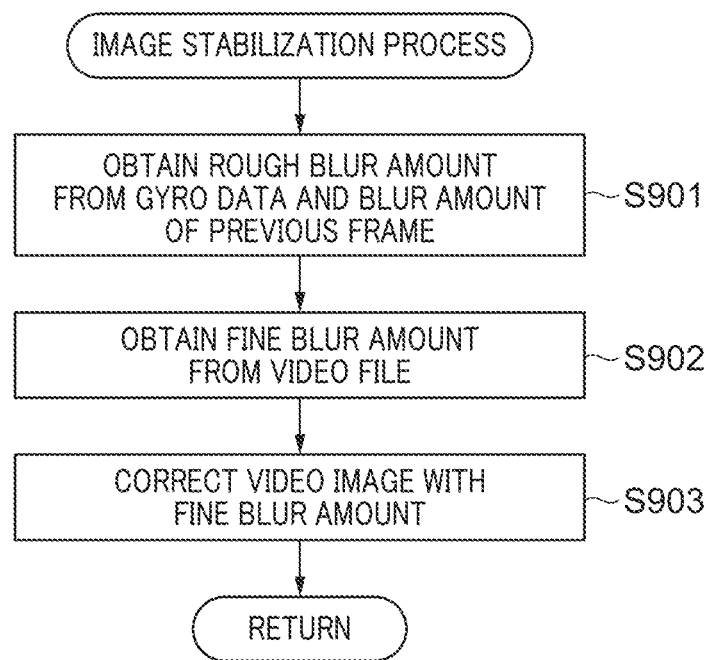 IMAGE STABILIZATION PROCESS
OBTAIN ROUGH BLUR AMOUNT
FROM GYRO DATA AND BLUR AMOUNT
OF PREVIOUS FRAME
S901
OBTAIN FINE BLUR AMOUNT
FROM VIDEO FILE
S902
CORRECT VIDEO IMAGE WITH
FINE BLUR AMOUNT
S903
RETURN